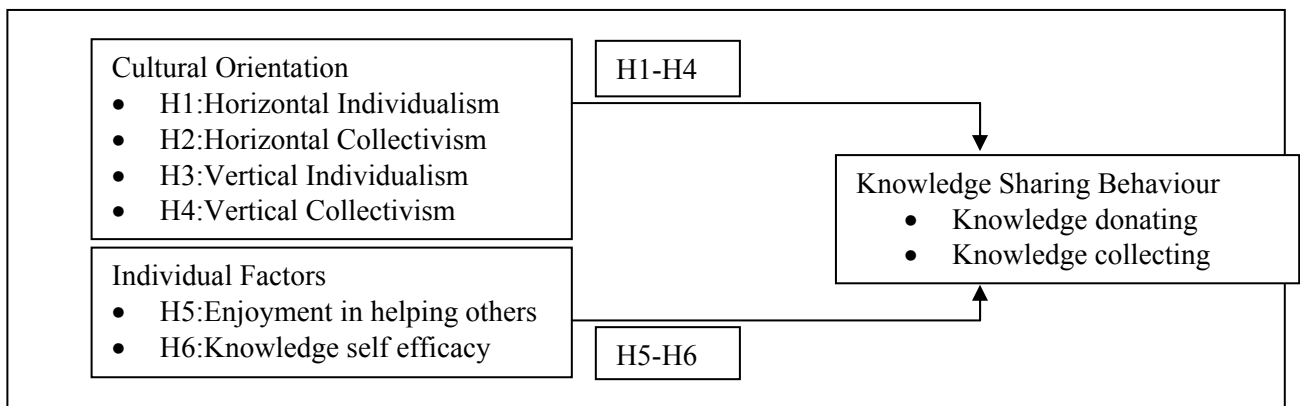 Cultural Orientation
• H1:Horizontal Individualism
• H2:Horizontal Collectivism
• H3:Vertical Individualism
• H4:Vertical Collectivism
H1-H4
Individual Factors
• H5:Enjoyment in helping others
• H6:Knowledge self efficacy
H5-H6
Knowledge Sharing Behaviour
• Knowledge donating
• Knowledge collecting